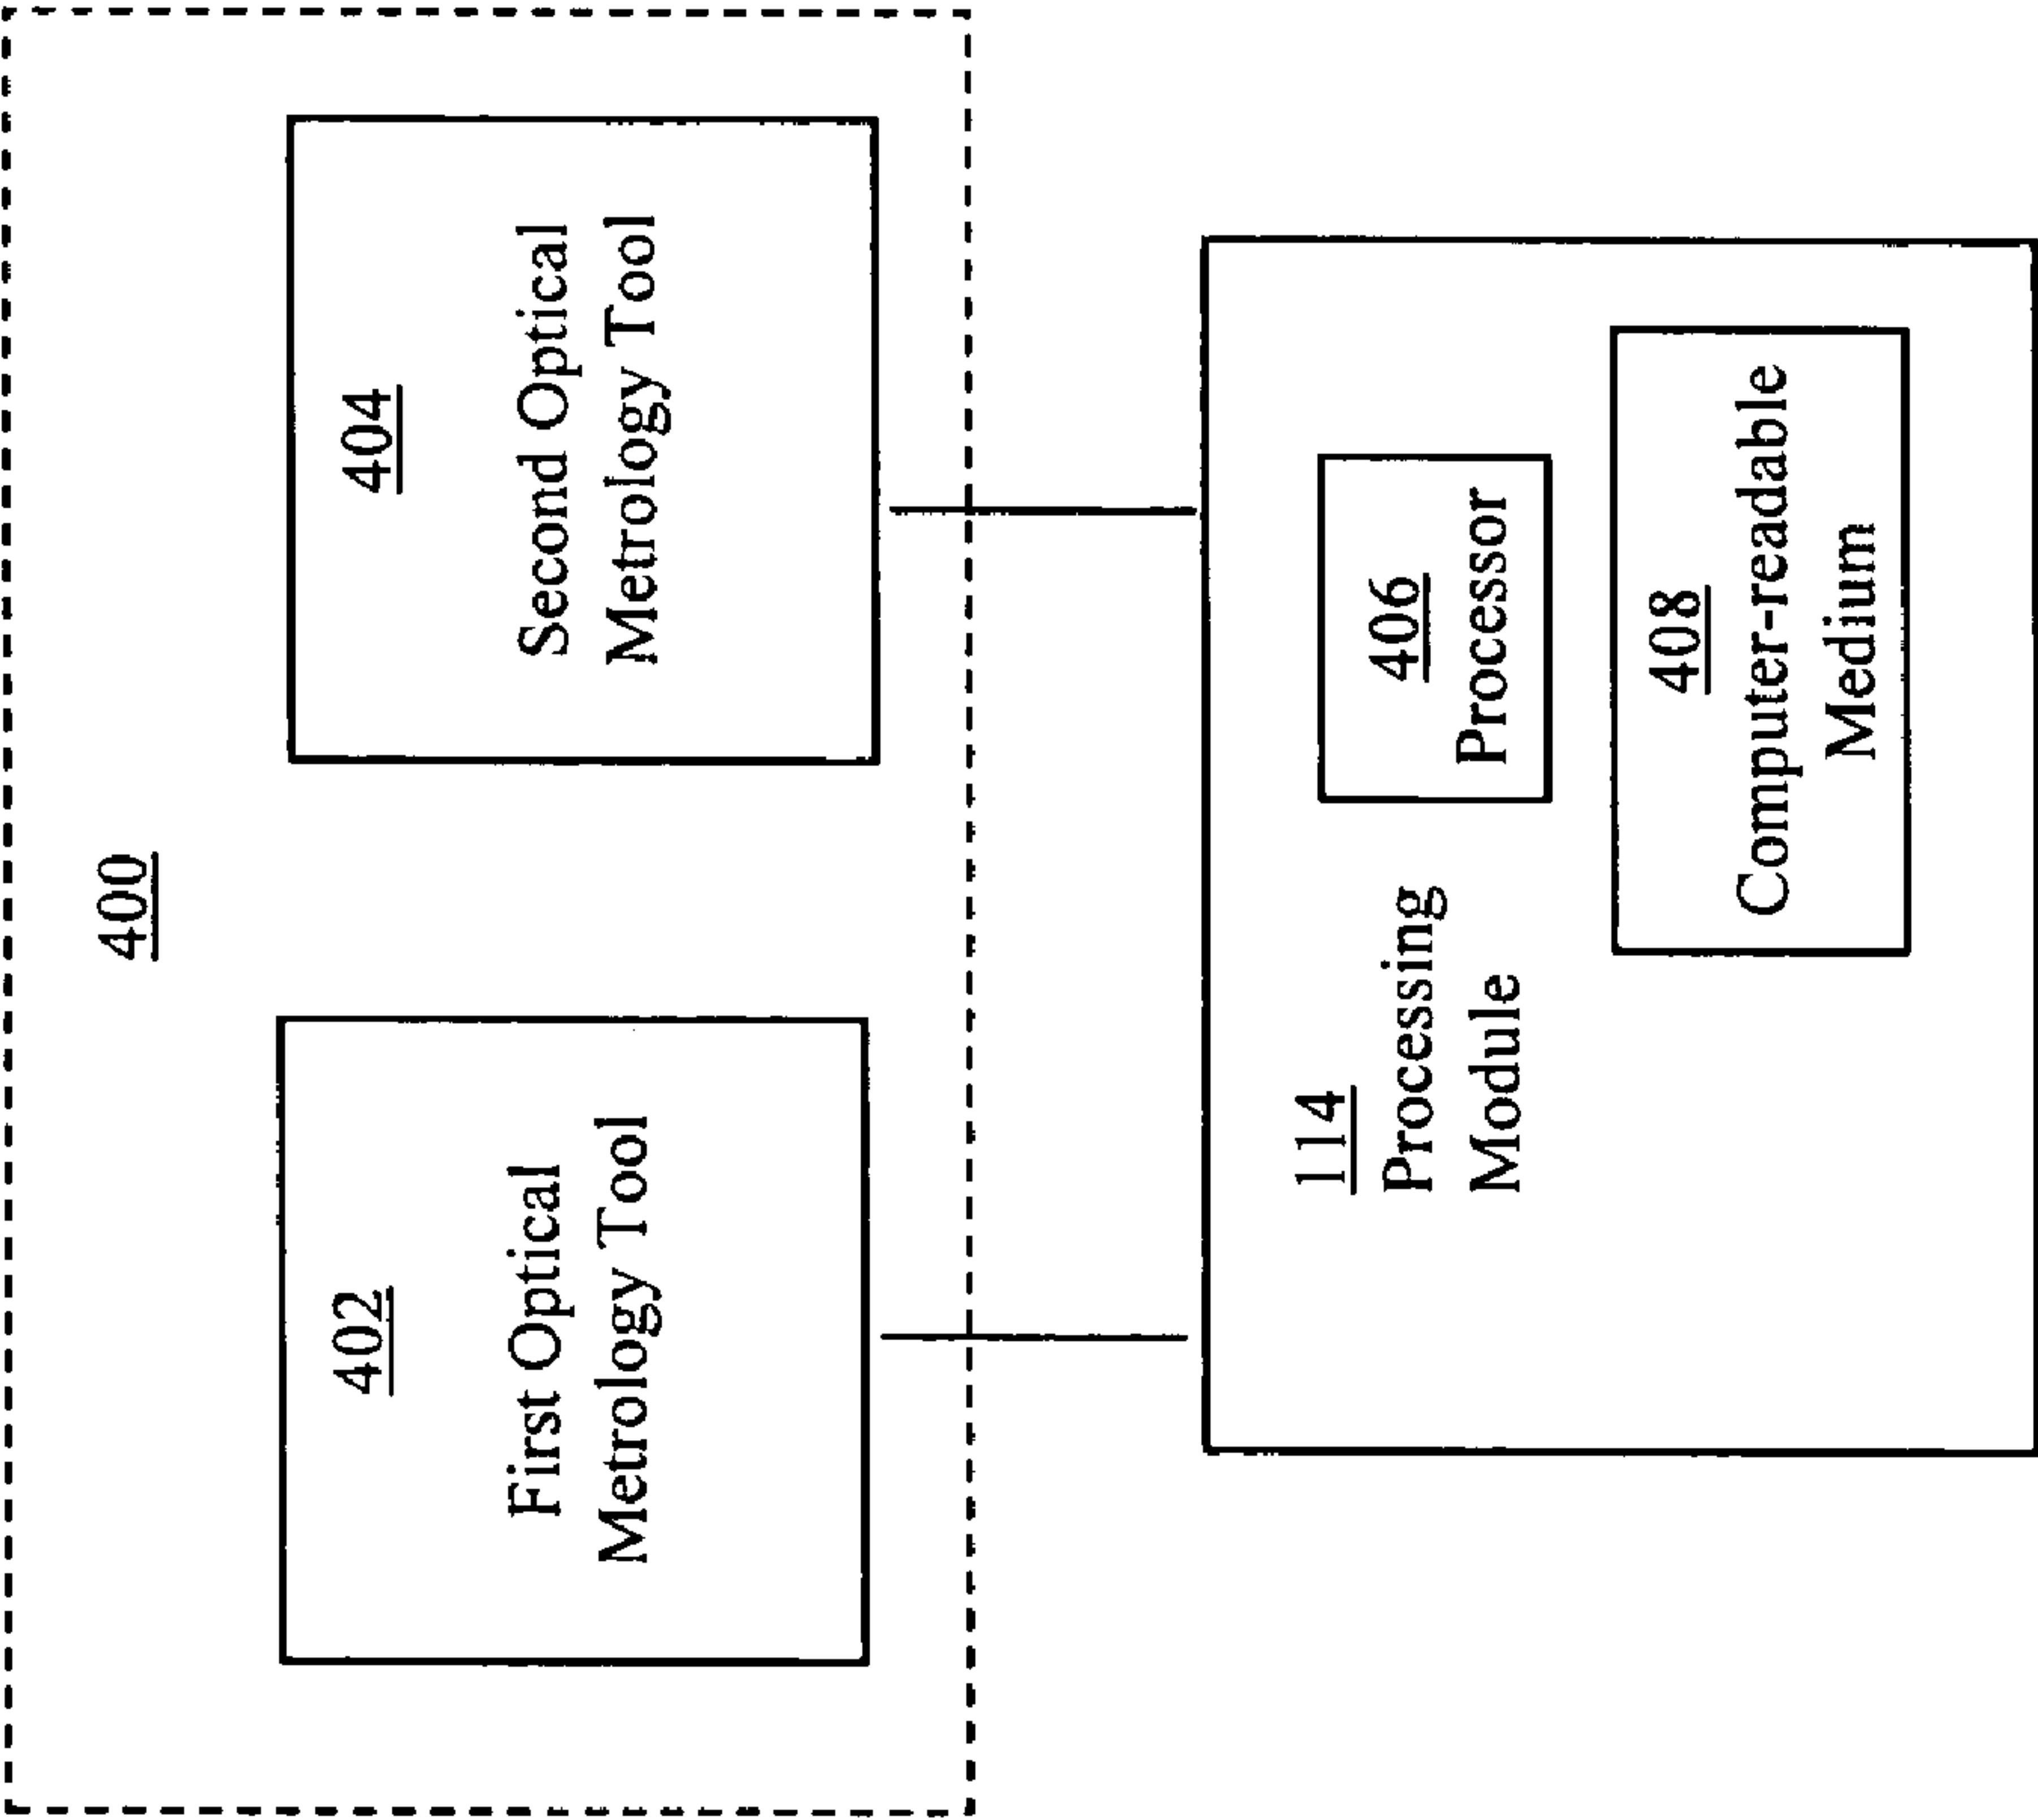 400
402
First Optical
Metrology Tool
404
Second Optical
Metrology Tool
114
Processing
Module
406
Processor
408
Computer-readable
Medium